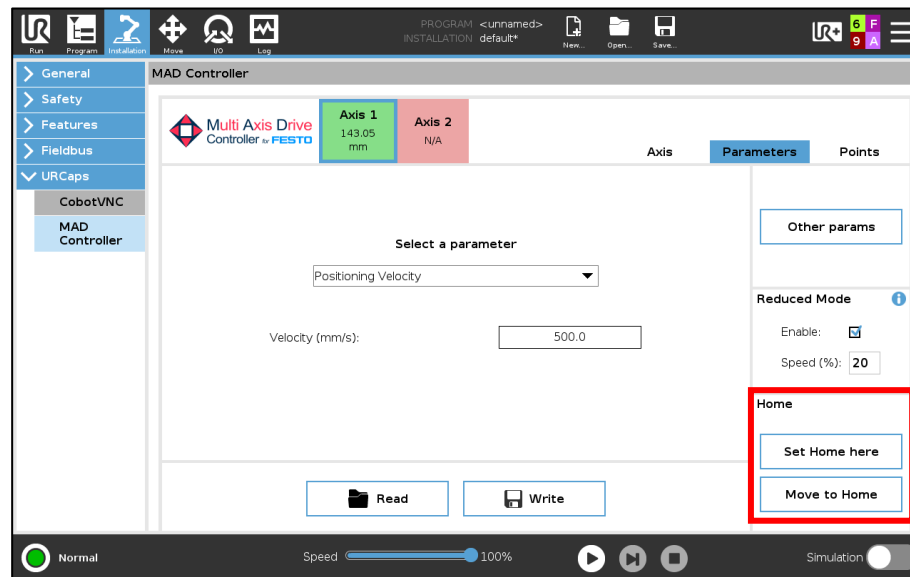 PROGRAM <unnamed>
INSTALLATION default*
Run Program Installation Move I/O Log New... Open... Save...
UR+
6 F
9 A
General
Safety
Features
Fieldbus
URCaps
CobotVNC
MAD
Controller
MAD Controller
Multi Axis Drive
Controller for FESTO
Axis 1
143.05
mm
Axis 2
N/A
Axis Parameters Points
Select a parameter
Positioning Velocity
Velocity (mm/s): 500.0
Read Write
Other params
Reduced Mode i
Enable:
Speed (%): 20
Home
Set Home here
Move to Home
Normal Speed 100% Simulation